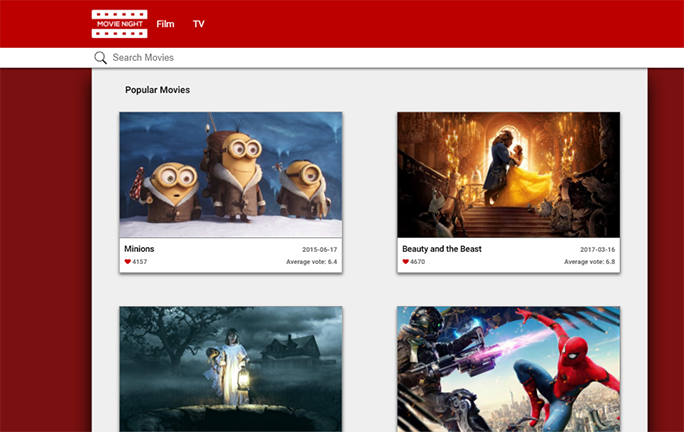 MOVIE NIGHT
Film
TV
Search Movies
Popular Movies
Minions
2015-06-17
4157
Average vote: 6.4
Beauty and the Beast
2017-03-16
4670
Average vote: 6.8